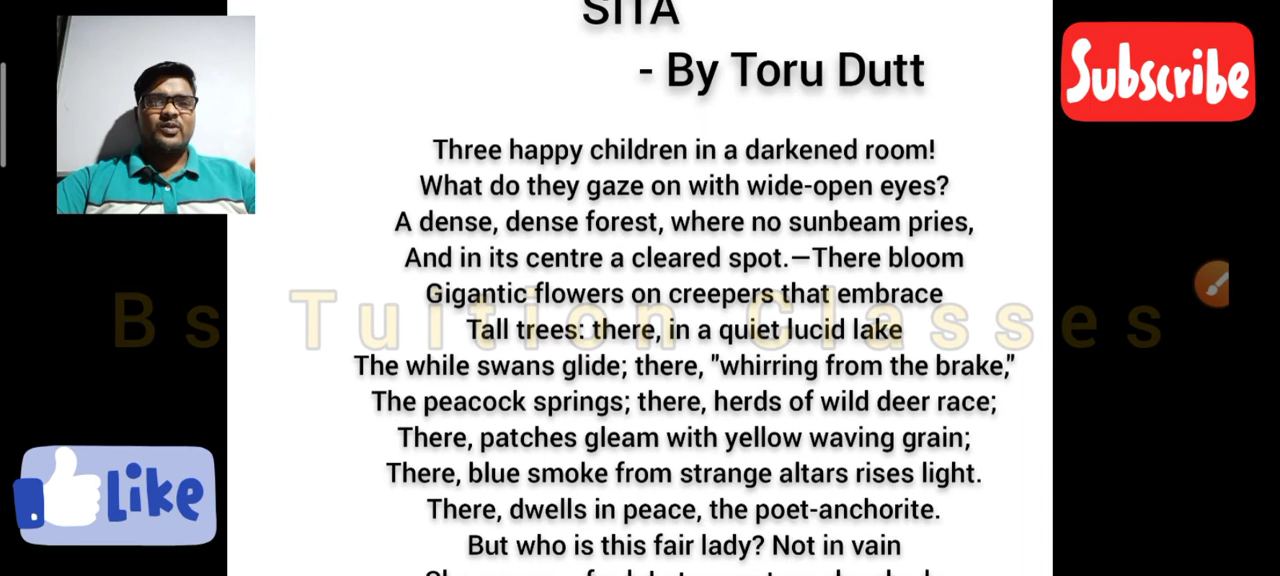 SITA
- By Toru Dutt
Subscribe
Three happy children in a darkened room!
What do they gaze on with wide-open eyes?
A dense, dense forest, where no sunbeam pries,
And in its centre a cleared spot.—There bloom
Gigantic flowers on creepers that embrace
Tall trees: there, in a quiet lucid lake
The while swans glide; there, "whirring from the brake,"
The peacock springs; there, herds of wild deer race;
There, patches gleam with yellow waving grain;
There, blue smoke from strange altars rises light.
There, dwells in peace, the poet-anchorite.
But who is this fair lady? Not in vain
Bs Tuition Classes
Like